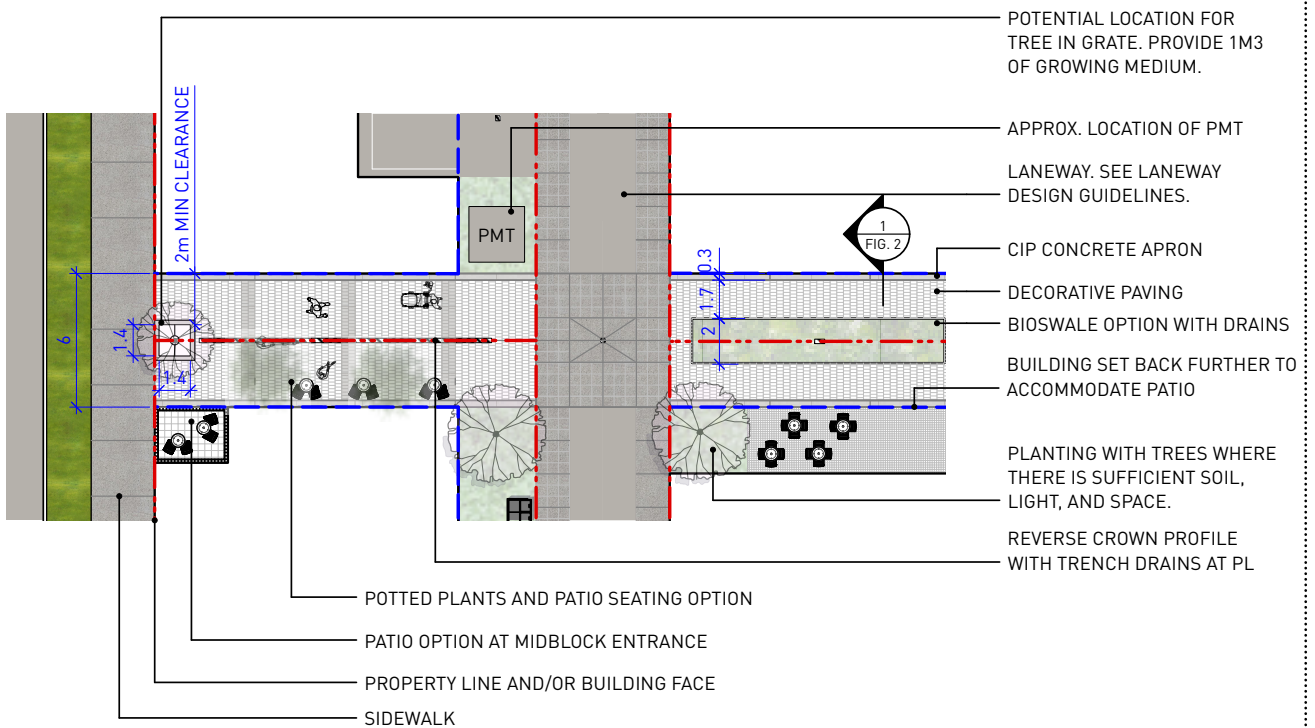 POTENTIAL LOCATION FOR
TREE IN GRATE. PROVIDE 1M3
OF GROWING MEDIUM.
APPROX. LOCATION OF PMT
LANEWAY. SEE LANEWAY
DESIGN GUIDELINES.
CIP CONCRETE APRON
DECORATIVE PAVING
BIOSWALE OPTION WITH DRAINS
BUILDING SET BACK FURTHER TO
ACCOMMODATE PATIO
PLANTING WITH TREES WHERE
THERE IS SUFFICIENT SOIL,
LIGHT, AND SPACE.
REVERSE CROWN PROFILE
WITH TRENCH DRAINS AT PL
POTTED PLANTS AND PATIO SEATING OPTION
PATIO OPTION AT MIDBLOCK ENTRANCE
PROPERTY LINE AND/OR BUILDING FACE
SIDEWALK
2m MIN CLEARANCE
PMT
1
FIG. 2
0.3
1.7
2
6
1.4
1.4